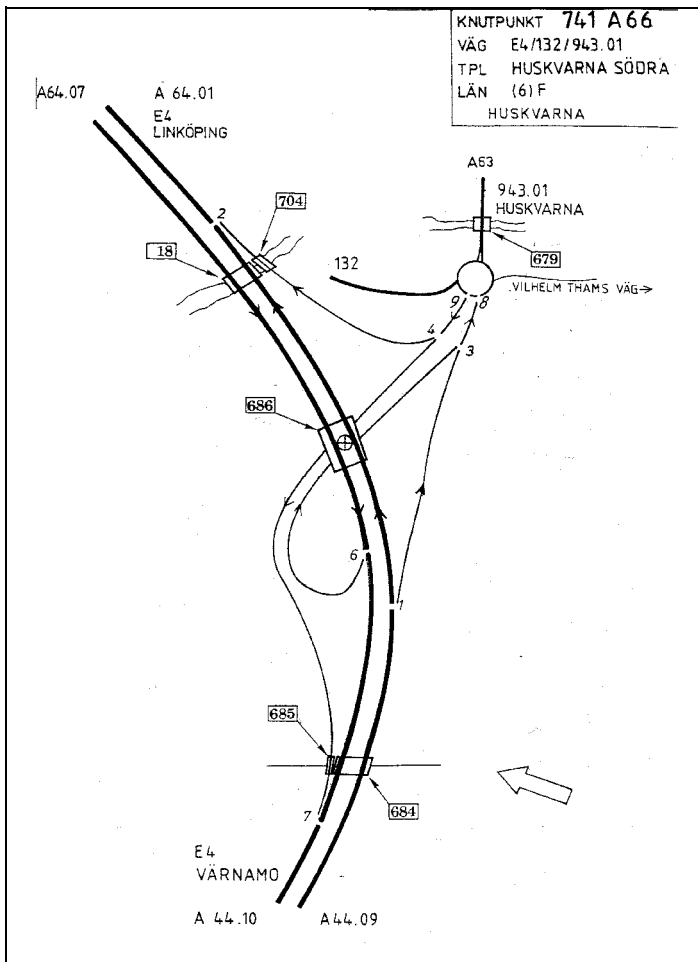 KNUTPUNKT 741 A66
VÄG E4/132/943.01
TPL HUSKVARNA SÖDRA
LÄN (6) F
HUSKVARNA
A64.07
A 64.01
E4
LINKÖPING
A63
943.01
HUSKVARNA
2
704
18
679
132
.VILHELM THAMS VÄG→
9
8
4
3
686
6
1
685
684
7
E4
VÄRNAMO
A 44.10
A44.09